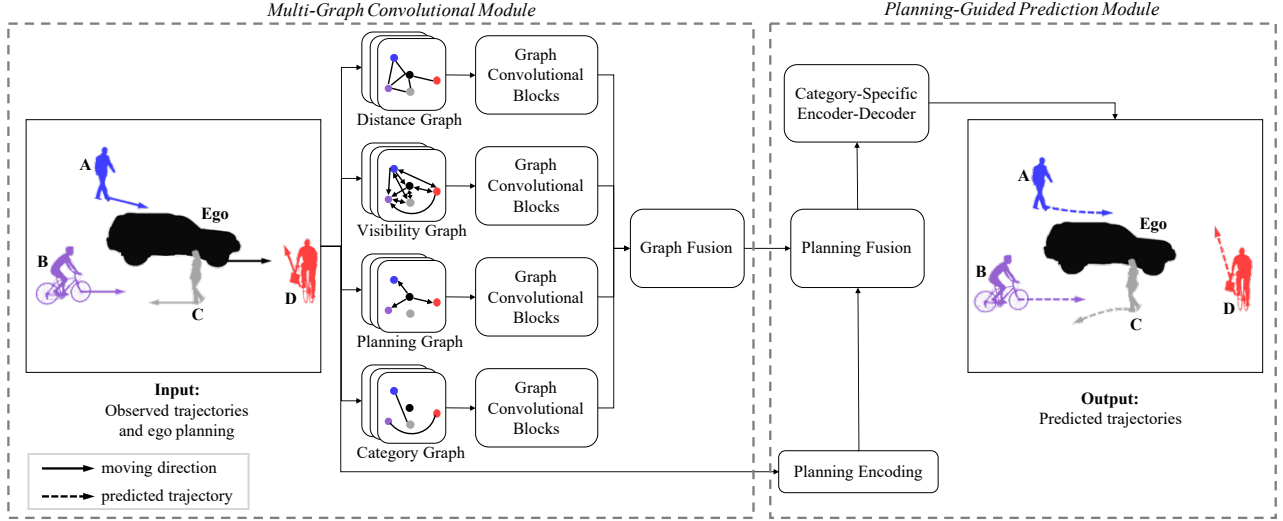 Multi-Graph Convolutional Module
Planning-Guided Prediction Module
A
Ego
B
C
D
Input:
Observed trajectories
and ego planning
moving direction
predicted trajectory
Distance Graph
Visibility Graph
Planning Graph
Category Graph
Graph
Convolutional
Blocks
Graph
Convolutional
Blocks
Graph
Convolutional
Blocks
Graph
Convolutional
Blocks
Graph Fusion
Category-Specific
Encoder-Decoder
Planning Fusion
Planning Encoding
A
Ego
B
C
D
Output:
Predicted trajectories